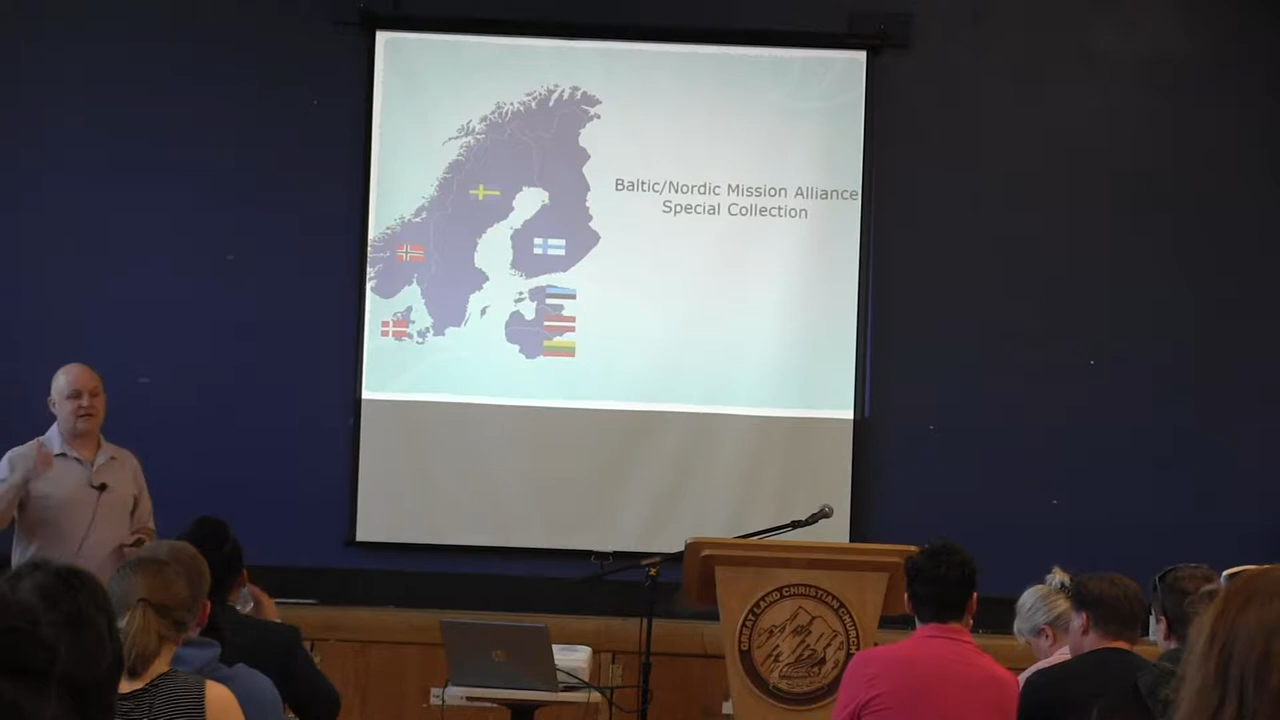 Baltic/Nordic Mission Alliance
Special Collection
GREAT LAND CHRISTIAN CHURCH